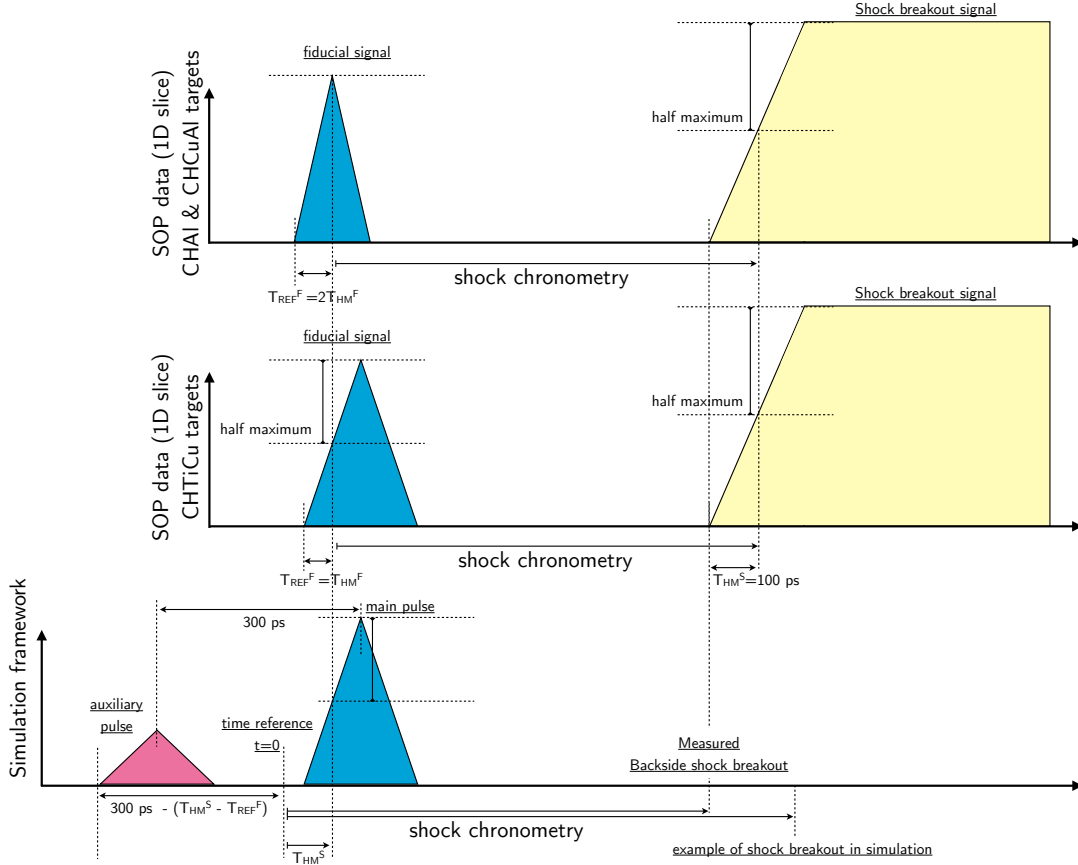 Shock breakout signal
fiducial signal
half maximum
SOP data (1D slice)
CHAl & CHCuAl targets
shock chronometry
T_REF^F = 2T_HM^F
Shock breakout signal
fiducial signal
half maximum
half maximum
SOP data (1D slice)
CHTiCu targets
shock chronometry
T_REF^F = T_HM^F
T_HM^S=100 ps
main pulse
300 ps
Simulation framework
auxiliary
pulse
time reference
t=0
Measured
Backside shock breakout
300 ps - (T_HM^S - T_REF^F)
shock chronometry
T_HM^S
example of shock breakout in simulation